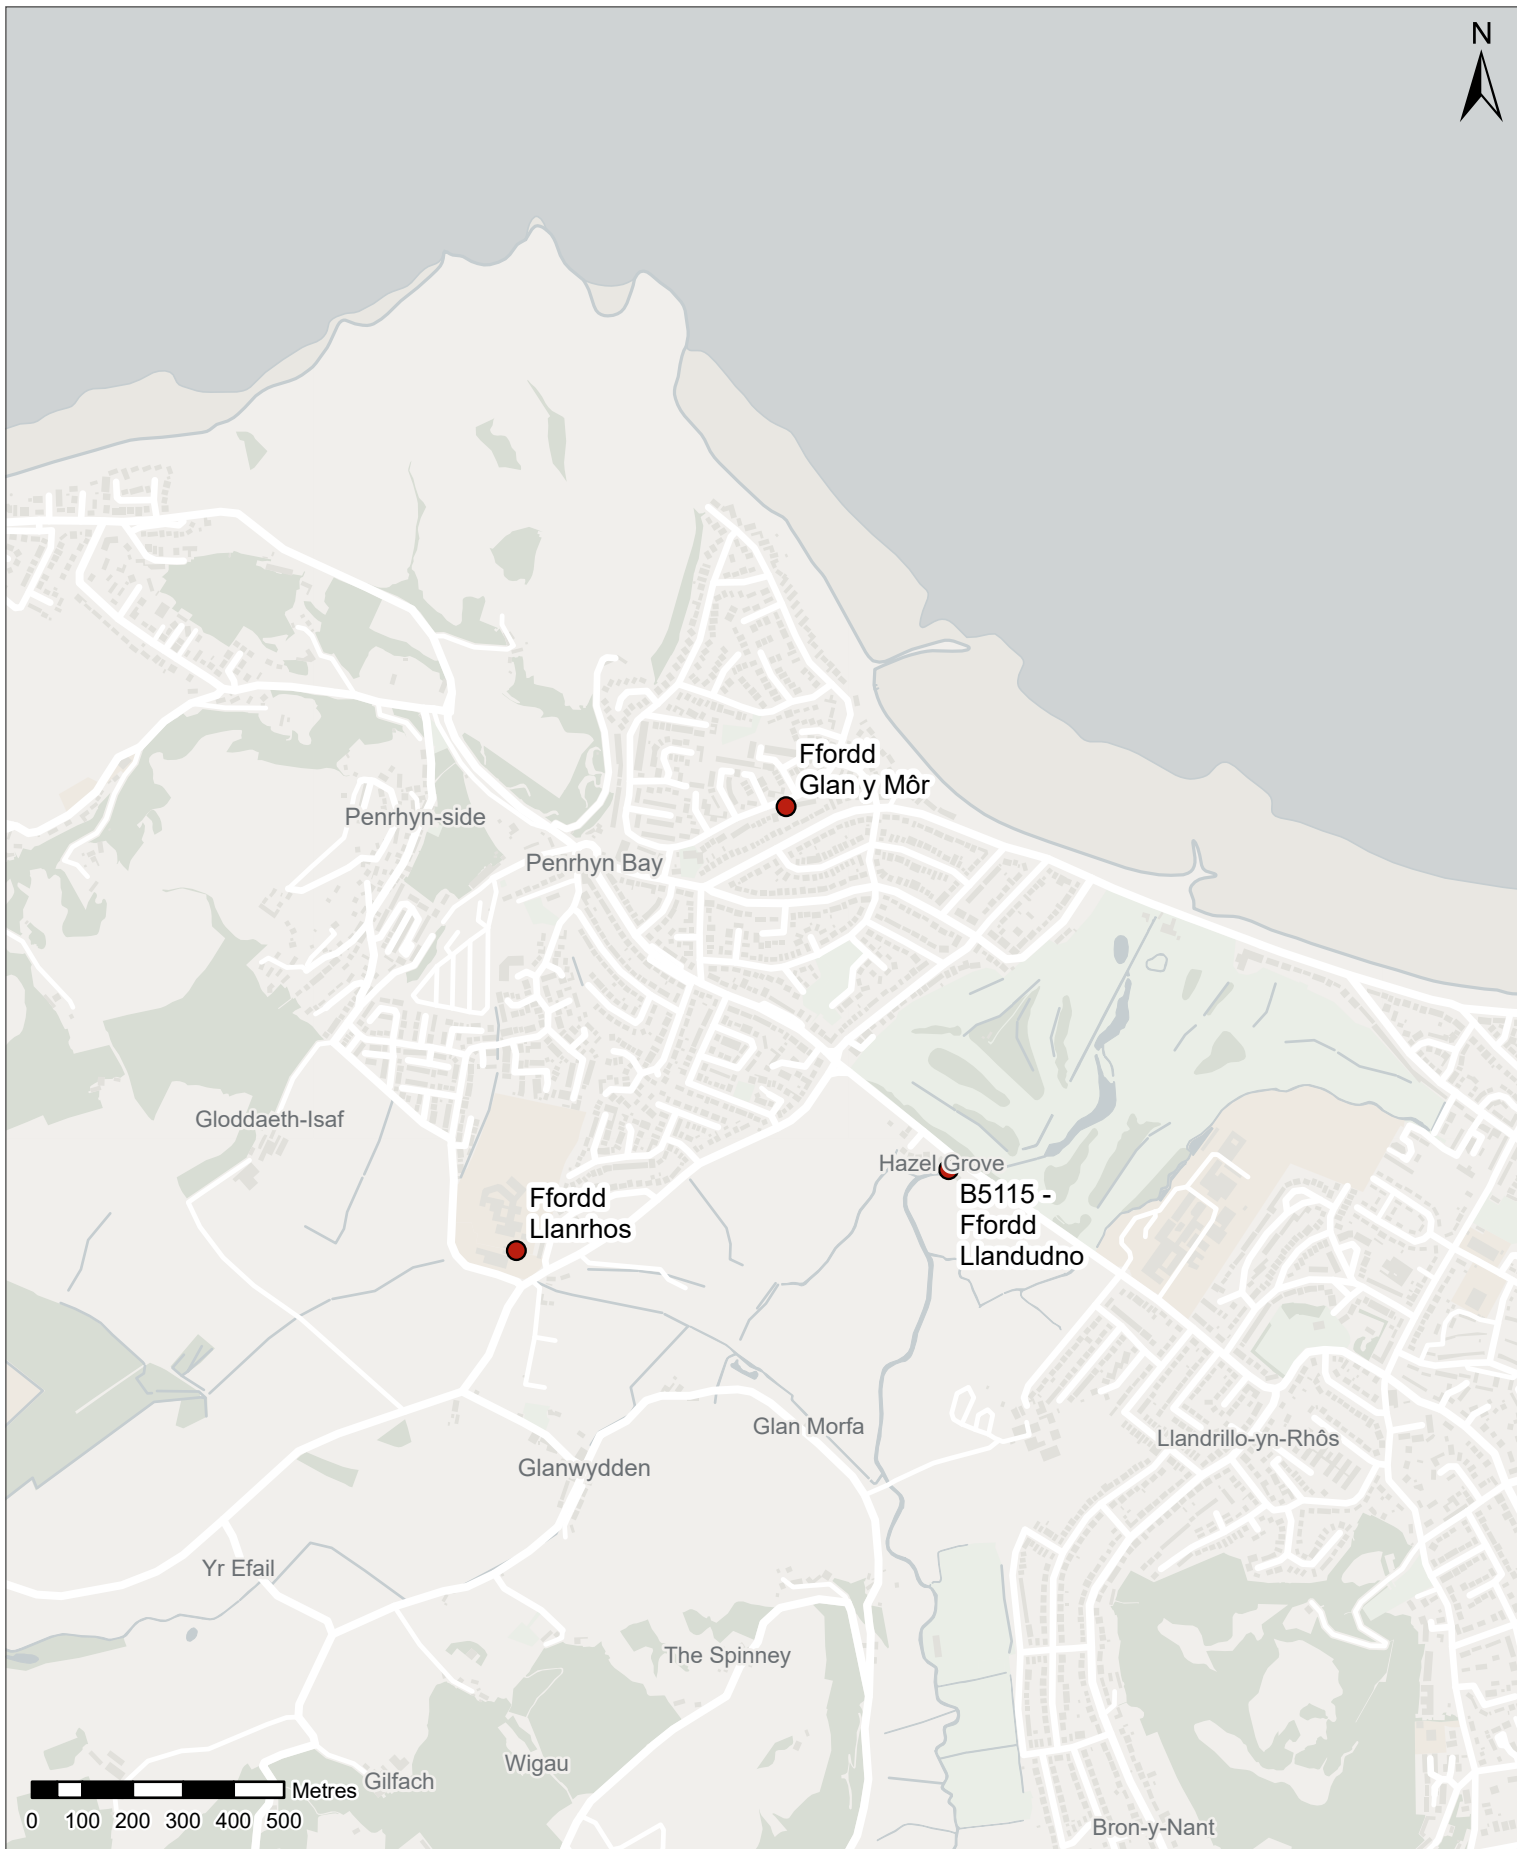 N
Ffordd
Glan y Môr
Penrhyn-side
Penrhyn Bay
Gloddaeth-Isaf
Hazel Grove
Ffordd
Llanrhos
B5115 -
Ffordd
Llandudno
Glan Morfa
Llandrillo-yn-Rhôs
Glanwydden
Yr Efail
The Spinney
Wigau
Gilfach
Metres
0 100 200 300 400 500
Bron-y-Nant